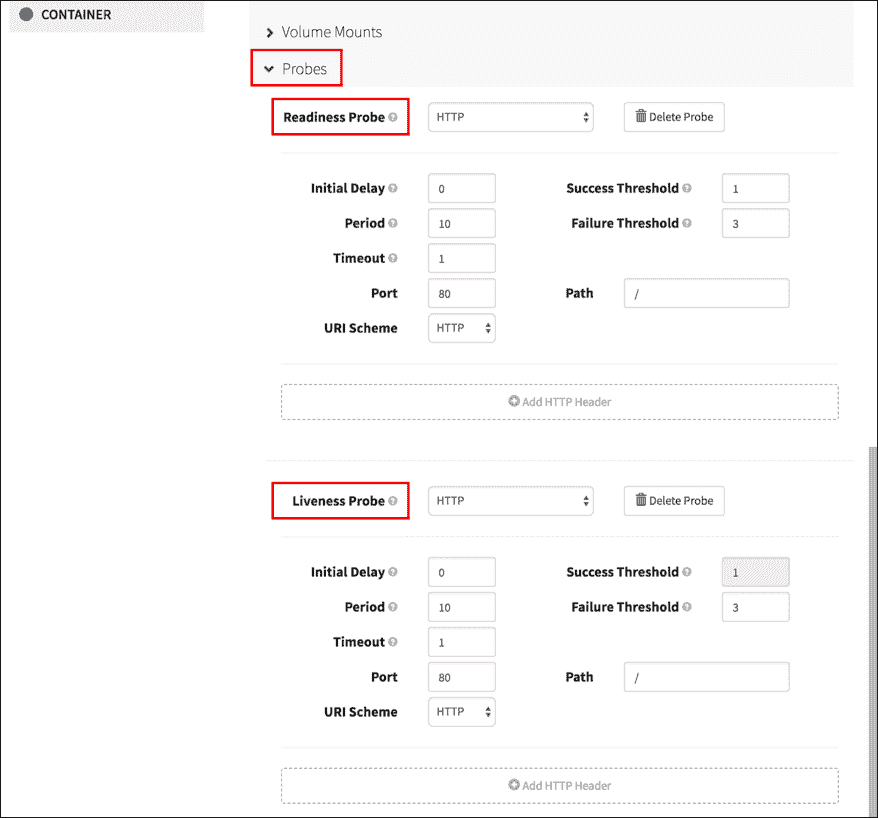 CONTAINER
Volume Mounts
Probes
Readiness Probe HTTP Delete Probe
Initial Delay 0 Success Threshold 1
Period 10 Failure Threshold 3
Timeout 1
Port 80 Path /
URI Scheme HTTP
Add HTTP Header
Liveness Probe HTTP Delete Probe
Initial Delay 0 Success Threshold 1
Period 10 Failure Threshold 3
Timeout 1
Port 80 Path /
URI Scheme HTTP
Add HTTP Header